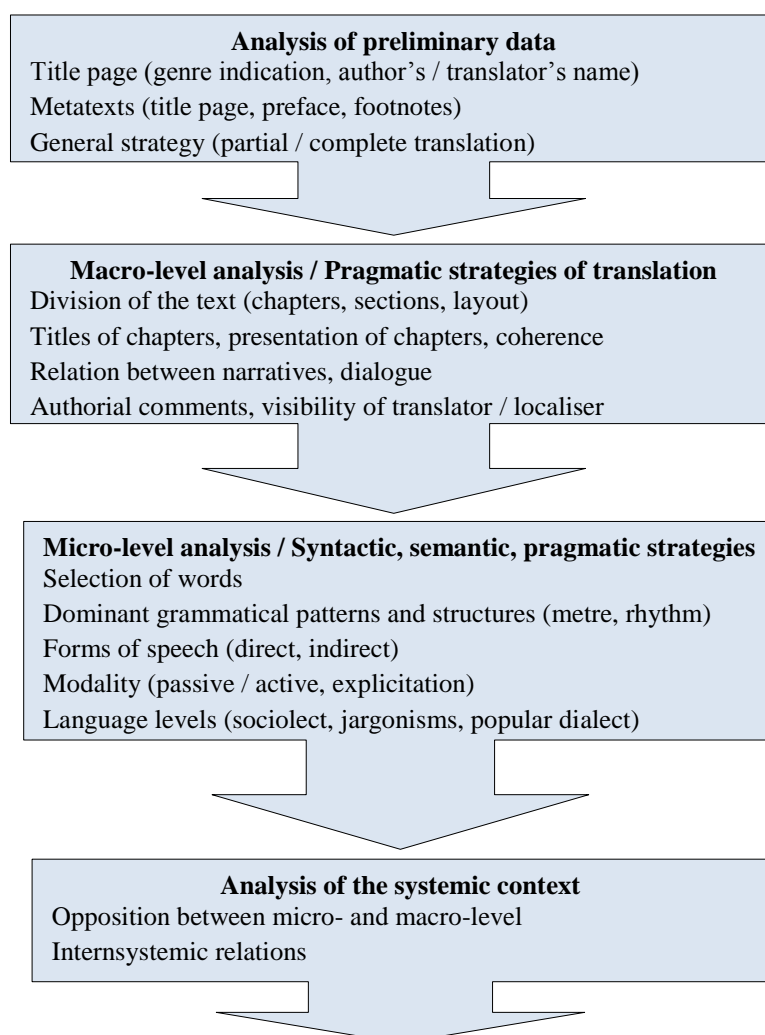 Analysis of preliminary data
Title page (genre indication, author’s / translator’s name)
Metatexts (title page, preface, footnotes)
General strategy (partial / complete translation)
Macro-level analysis / Pragmatic strategies of translation
Division of the text (chapters, sections, layout)
Titles of chapters, presentation of chapters, coherence
Relation between narratives, dialogue
Authorial comments, visibility of translator / localiser
Micro-level analysis / Syntactic, semantic, pragmatic strategies
Selection of words
Dominant grammatical patterns and structures (metre, rhythm)
Forms of speech (direct, indirect)
Modality (passive / active, explicitation)
Language levels (sociolect, jargonisms, popular dialect)
Analysis of the systemic context
Opposition between micro- and macro-level
Internsystemic relations